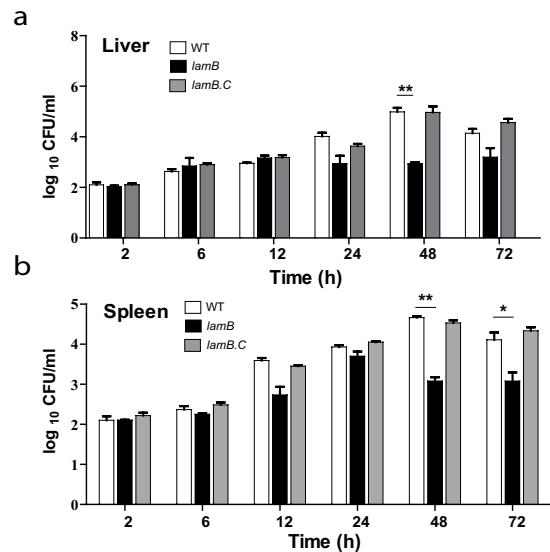 a
Liver
WT
lamB
lamB.C
log 10 CFU/ml
8
6
4
2
0
**
2 6 12 24 48 72
Time (h)
b
Spleen
WT
lamB
lamB.C
log 10 CFU/ml
5
4
3
2
1
0
**
*
2 6 12 24 48 72
Time (h)